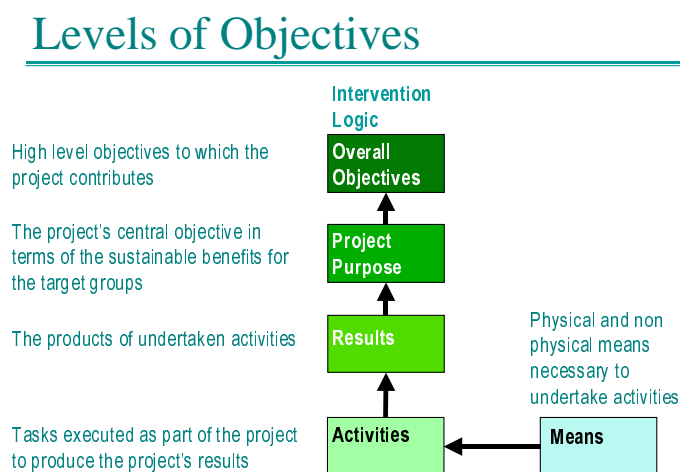 Levels of Objectives
Intervention
Logic
High level objectives to which the
project contributes
Overall
Objectives
The project's central objective in
terms of the sustainable benefits for
the target groups
Project
Purpose
The products of undertaken activities
Results
Physical and non
physical means
necessary to
undertake activities
Tasks executed as part of the project
to produce the project's results
Activities
Means